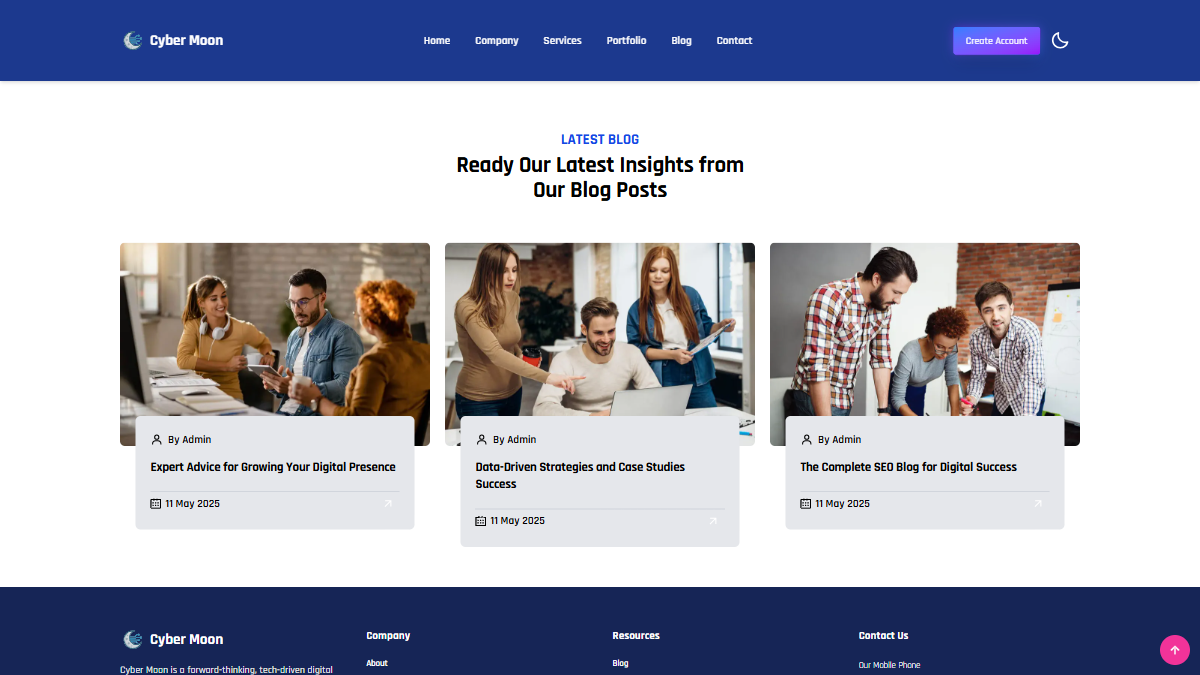 Cyber Moon
Home
Company
Services
Portfolio
Blog
Contact
Create Account
LATEST BLOG
Ready Our Latest Insights from
Our Blog Posts
By Admin
Expert Advice for Growing Your Digital Presence
11 May 2025
By Admin
Data-Driven Strategies and Case Studies
Success
11 May 2025
By Admin
The Complete SEO Blog for Digital Success
11 May 2025
Cyber Moon
Cyber Moon is a forward-thinking, tech-driven digital
Company
About
Resources
Blog
Contact Us
Our Mobile Phone